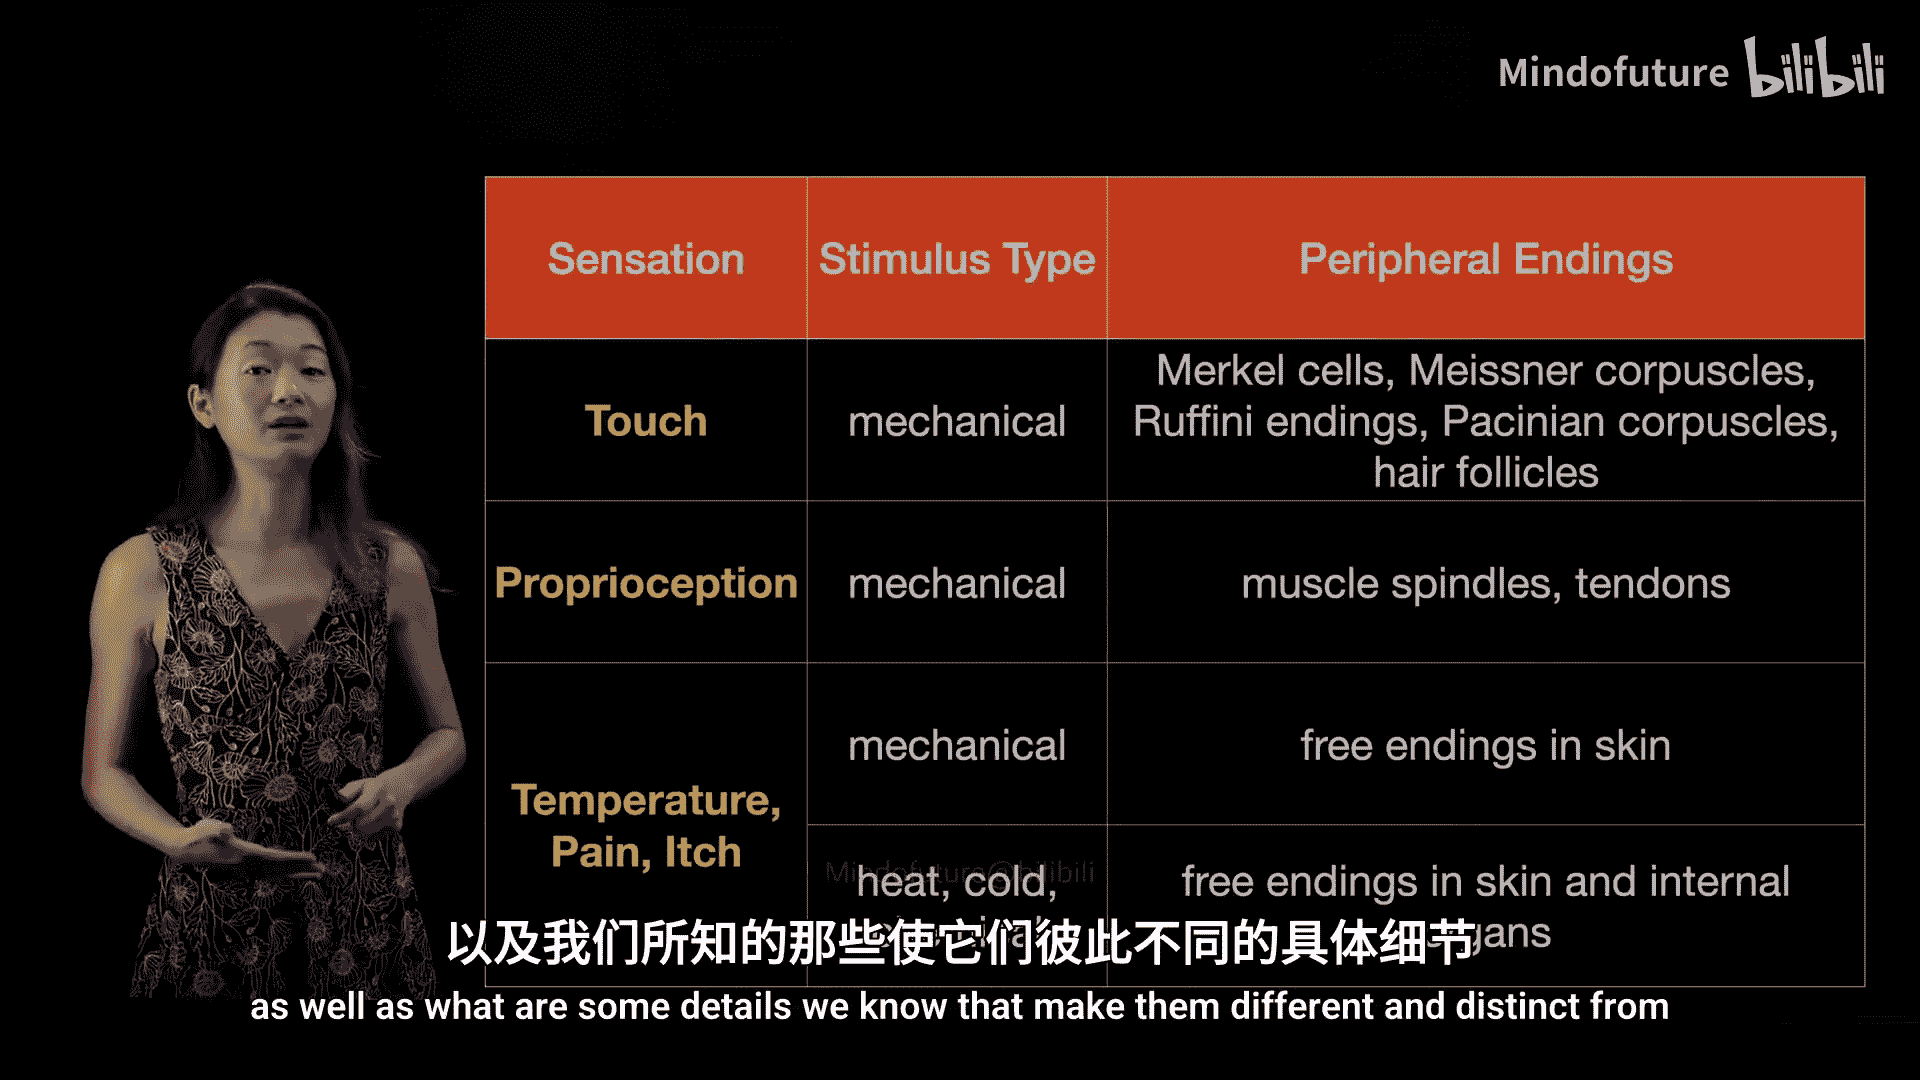 Mindofuture bilibili
Sensation
Stimulus Type
Peripheral Endings
Touch
mechanical
Merkel cells, Meissner corpuscles,
Ruffini endings, Pacinian corpuscles,
hair follicles
Proprioception
mechanical
muscle spindles, tendons
Temperature,
Pain, Itch
mechanical
free endings in skin
Mindofuture@bilibili
heat, cold,
free endings in skin and internal
以及我们所知的那些使它们彼此不同的具体细节
as well as what are some details we know that make them different and distinct from